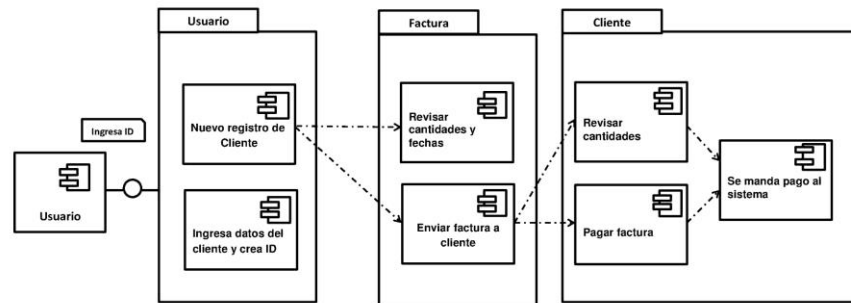 Usuario
Factura
Cliente
Ingresa ID
Usuario
Nuevo registro de
Cliente
Ingresa datos del
cliente y crea ID
Revisar
cantidades y
fechas
Enviar factura a
cliente
Revisar
cantidades
Pagar factura
Se manda pago al
sistema